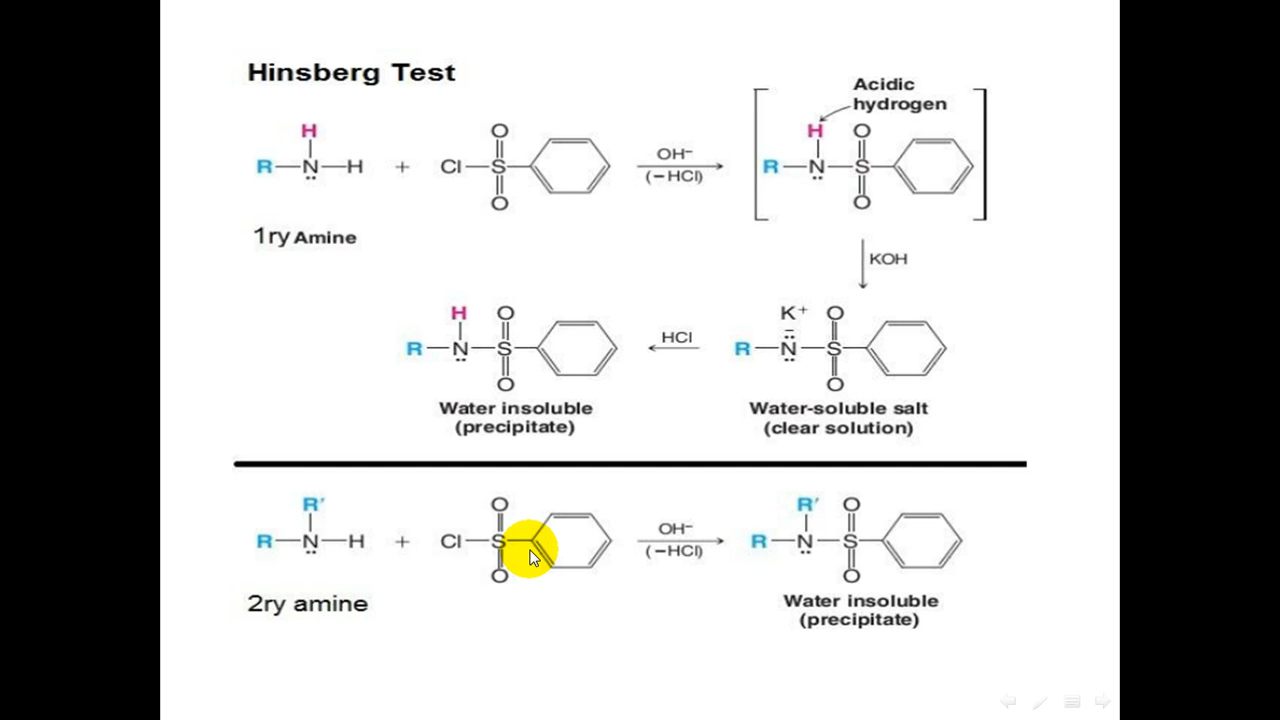 Hinsberg Test
Acidic
hydrogen
H O H O
R—N—H + Cl—S OH⁻ R—N—S
(−HCl)
O O
1ry Amine
KOH
H O K⁺ O
R—N—S HCl R—N̄—S
O O
Water insoluble Water-soluble salt
(precipitate) (clear solution)
R′ O R′ O
R—N—H + Cl—S OH⁻ R—N—S
(−HCl)
O O
2ry amine Water insoluble
(precipitate)